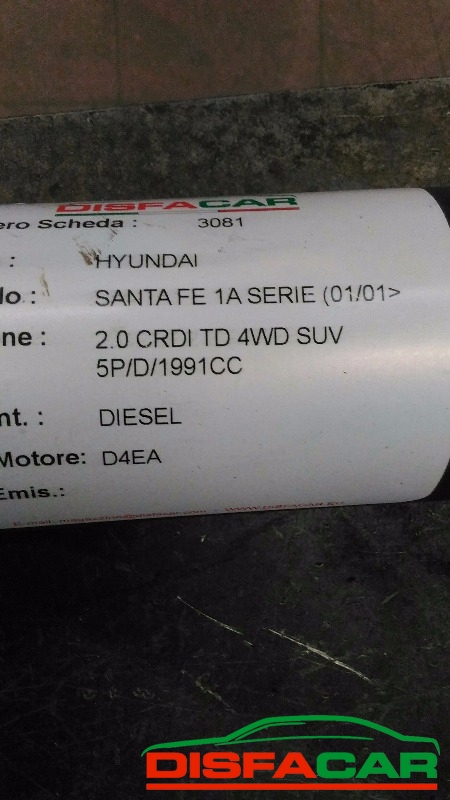 DISFACAR
ero Scheda : 3081
: HYUNDAI
lo : SANTA FE 1A SERIE (01/01>
ne : 2.0 CRDI TD 4WD SUV
5P/D/1991CC
nt. : DIESEL
Motore: D4EA
Emis.:
E-mail:
DISFACAR